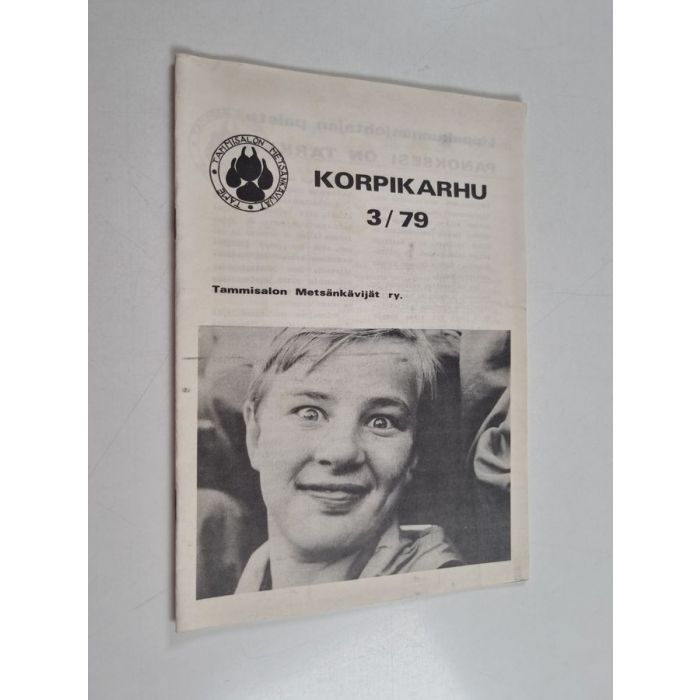 TAMMISALON METSÄNKÄVIJÄT
TAME
KORPIKARHU
3/79
Tammisalon Metsänkävijät ry.